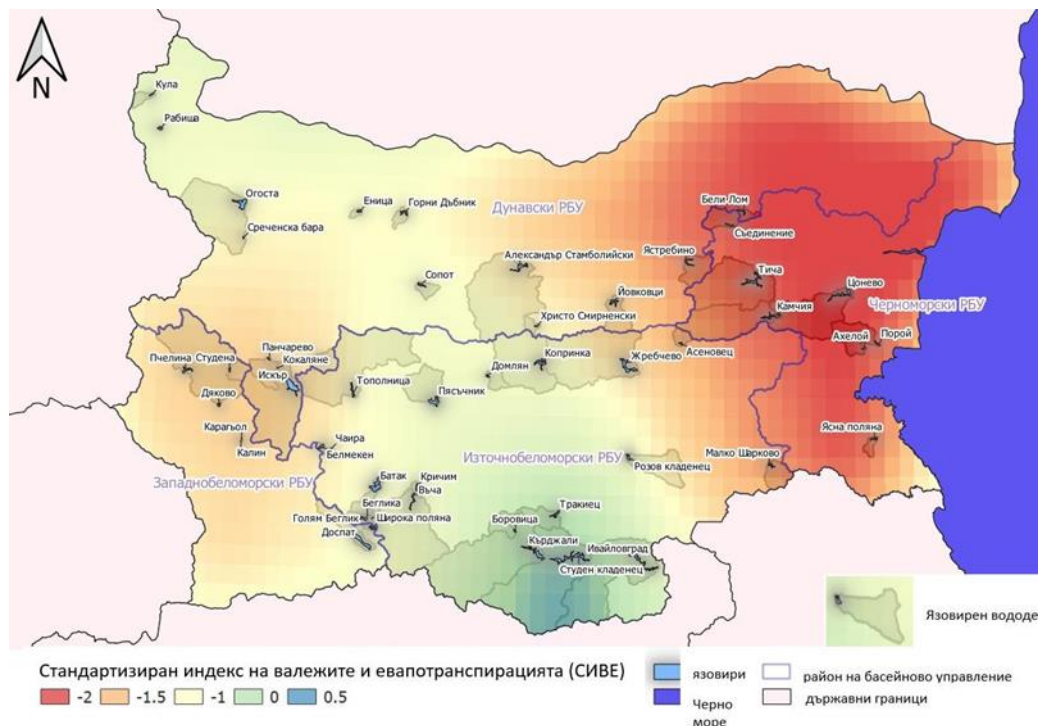 N
Кула
Рабиша
Огоста
Среченска бара
Еница
Горни Дъбник
Дунавски РБУ
Бели Лом
Съединение
Александър Стамболийски
Ястребино
Тича
Сопот
Йовковци
Цонево
Камчия
Черноморски РБУ
Христо Смирненски
Ахелой
Порой
Панчарево
Пчелина
Студена
Кокаляне
Искър
Копринка
Жребчево
Асеновец
Домлян
Тополница
Пясъчник
Дяково
Карагьол
Калин
Чаира
Белмекен
Ясна поляна
Малко Шарково
Източнобеломорски РБУ
Розов кладенец
Западнобеломорски РБУ
Батак
Кричим
Въча
Беглика
Голям Беглик
Широка поляна
Доспат
Тракиец
Боровица
Кърджали
Ивайловград
Студен кладенец
Язовирен вододе
Стандартизиран индекс на валежите и евапотранспирацията (СИВЕ)
-2
-1.5
-1
0
0.5
язовири
район на басейново управление
Черно
море
държавни граници